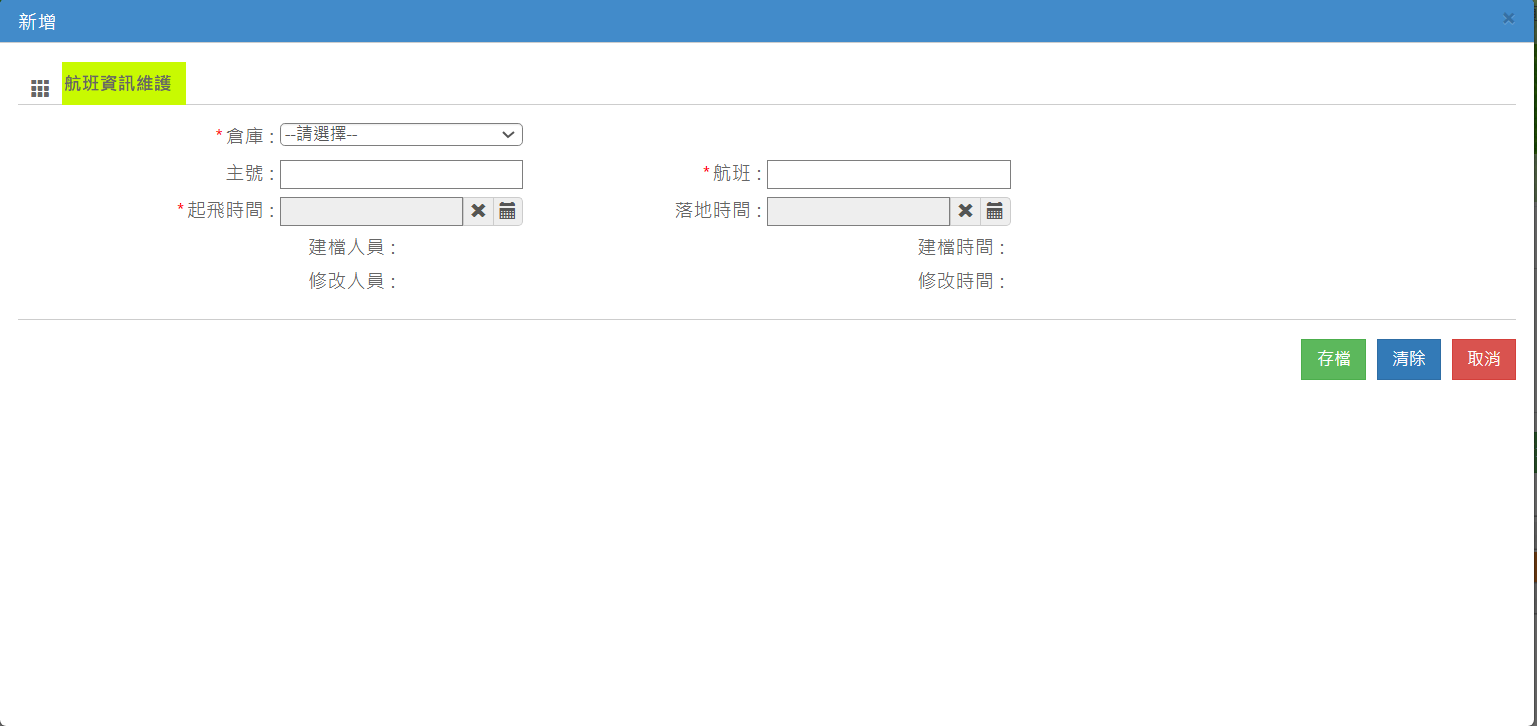 新增 ×
航班資訊維護
*倉庫 : --請選擇--
主號 : *航班 :
*起飛時間 : 落地時間 :
建檔人員 : 建檔時間 :
修改人員 : 修改時間 :
存檔 清除 取消